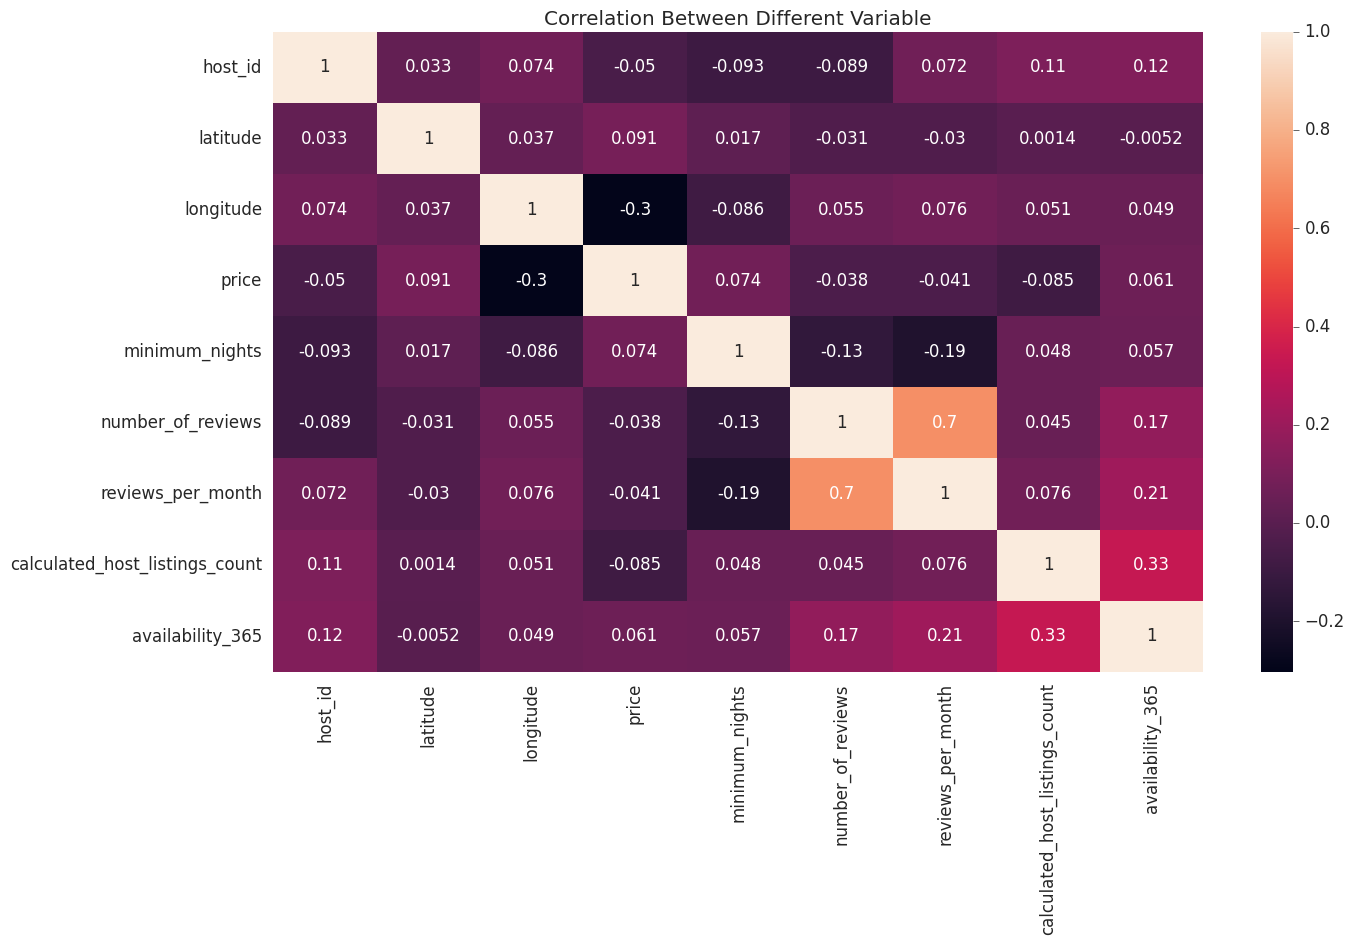 Correlation Between Different Variable
host_id 1 0.033 0.074 -0.05 -0.093 -0.089 0.072 0.11 0.12
latitude 0.033 1 0.037 0.091 0.017 -0.031 -0.03 0.0014 -0.0052
longitude 0.074 0.037 1 -0.3 -0.086 0.055 0.076 0.051 0.049
price -0.05 0.091 -0.3 1 0.074 -0.038 -0.041 -0.085 0.061
minimum_nights -0.093 0.017 -0.086 0.074 1 -0.13 -0.19 0.048 0.057
number_of_reviews -0.089 -0.031 0.055 -0.038 -0.13 1 0.7 0.045 0.17
reviews_per_month 0.072 -0.03 0.076 -0.041 -0.19 0.7 1 0.076 0.21
calculated_host_listings_count 0.11 0.0014 0.051 -0.085 0.048 0.045 0.076 1 0.33
availability_365 0.12 -0.0052 0.049 0.061 0.057 0.17 0.21 0.33 1
host_id
latitude
longitude
price
minimum_nights
number_of_reviews
reviews_per_month
calculated_host_listings_count
availability_365
1.0
0.8
0.6
0.4
0.2
0.0
−0.2